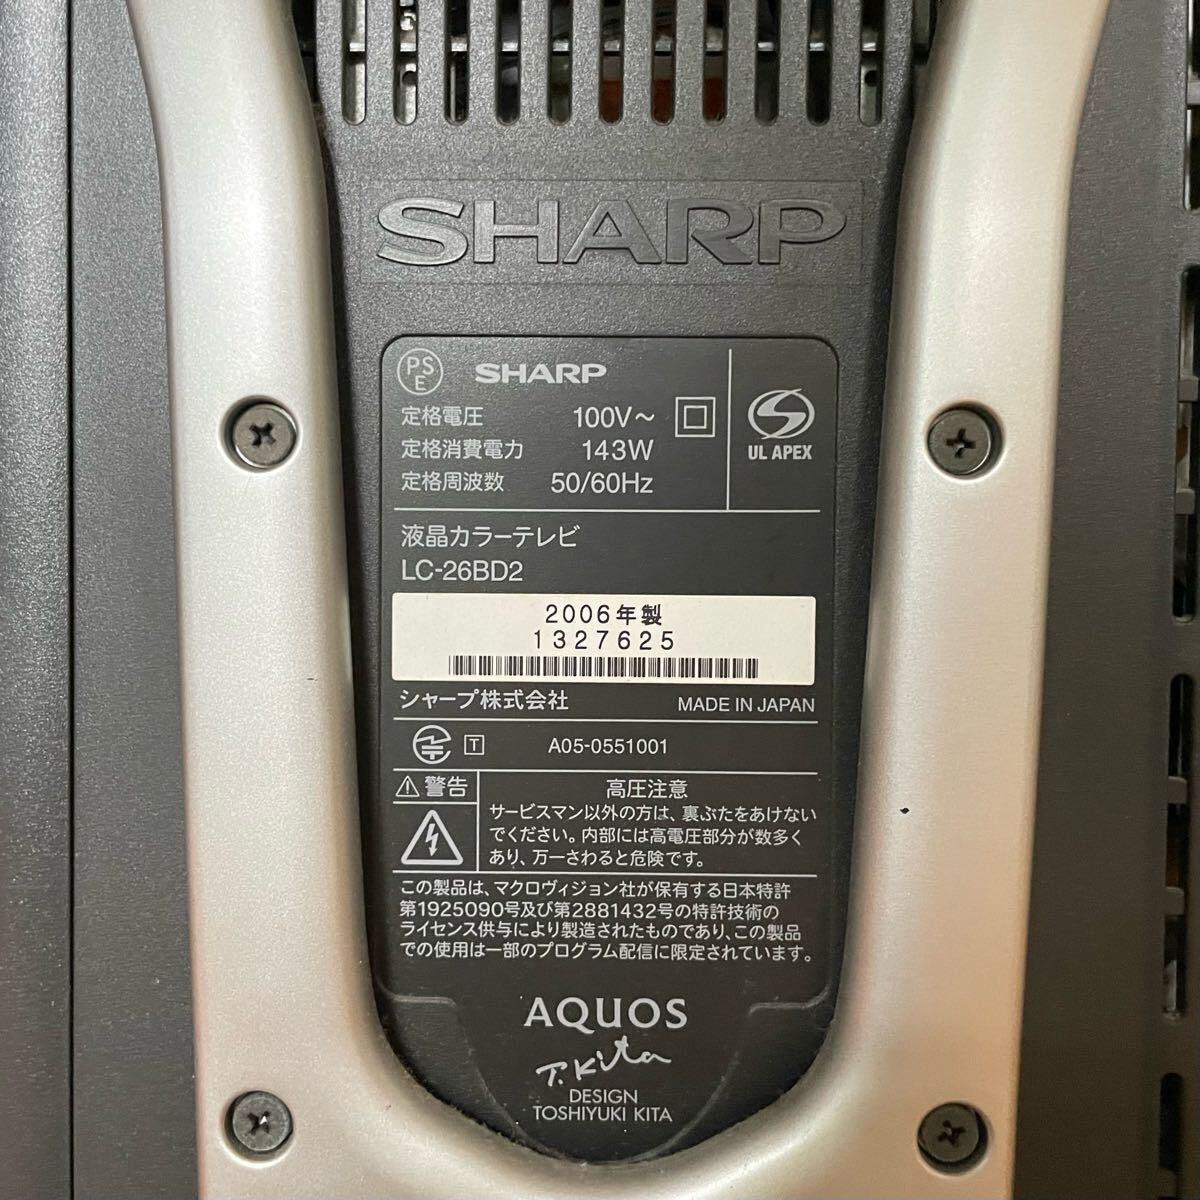 SHARP
PS
E
SHARP
定格電圧 100V～
定格消費電力 143W
定格周波数 50/60Hz
UL APEX
液晶カラーテレビ
LC-26BD2
2006年製
1327625
シャープ株式会社 MADE IN JAPAN
T A05-0551001
警告
高圧注意
サービスマン以外の方は、裏ぶたをあけない
でください。内部には高電圧部分が数多く
あり、万一さわると危険です。
この製品は、マクロヴィジョン社が保有する日本特許
第1925090号及び第2881432号の特許技術の
ライセンス供与により製造されたものであり、この製品
での使用は一部のプログラム配信に限定されています。
AQUOS
T.Kita
DESIGN
TOSHIYUKI KITA